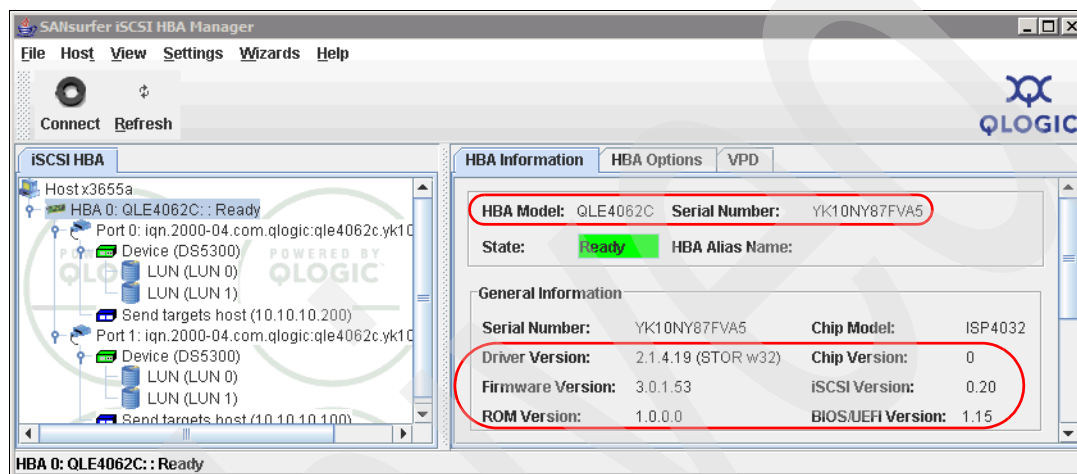 SANsurfer iSCSI HBA Manager
File Host View Settings Wizards Help
Connect Refresh
QLOGIC
iSCSI HBA
Host x3655a
HBA 0: QLE4062C: : Ready
Port 0: iqn.2000-04.com.qlogic:qle4062c.yk10
Device (DS5300)
LUN (LUN 0)
LUN (LUN 1)
Send targets host (10.10.10.200)
Port 1: iqn.2000-04.com.qlogic:qle4062c.yk10
Device (DS5300)
LUN (LUN 0)
LUN (LUN 1)
Send targets host (10.10.10.100)
POWERED BY
QLOGIC
HBA Information HBA Options VPD
HBA Model: QLE4062C Serial Number: YK10NY87FVA5
State: Ready HBA Alias Name:
General Information
Serial Number: YK10NY87FVA5 Chip Model: ISP4032
Driver Version: 2.1.4.19 (STOR w32) Chip Version: 0
Firmware Version: 3.0.1.53 iSCSI Version: 0.20
ROM Version: 1.0.0.0 BIOS/UEFI Version: 1.15
HBA 0: QLE4062C: : Ready